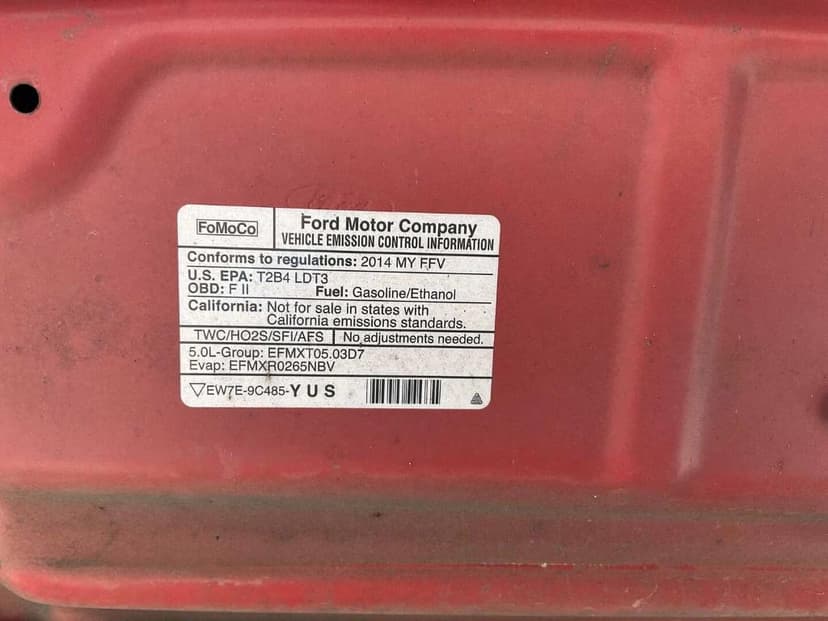 FoMoCo
Ford Motor Company
VEHICLE EMISSION CONTROL INFORMATION
Conforms to regulations: 2014 MY FFV
U.S. EPA: T2B4 LDT3
OBD: F II Fuel: Gasoline/Ethanol
California: Not for sale in states with
California emissions standards.
TWC/HO2S/SFI/AFS No adjustments needed.
5.0L-Group: EFMXT05.03D7
Evap: EFMXR0265NBV
EW7E-9C485-YUS